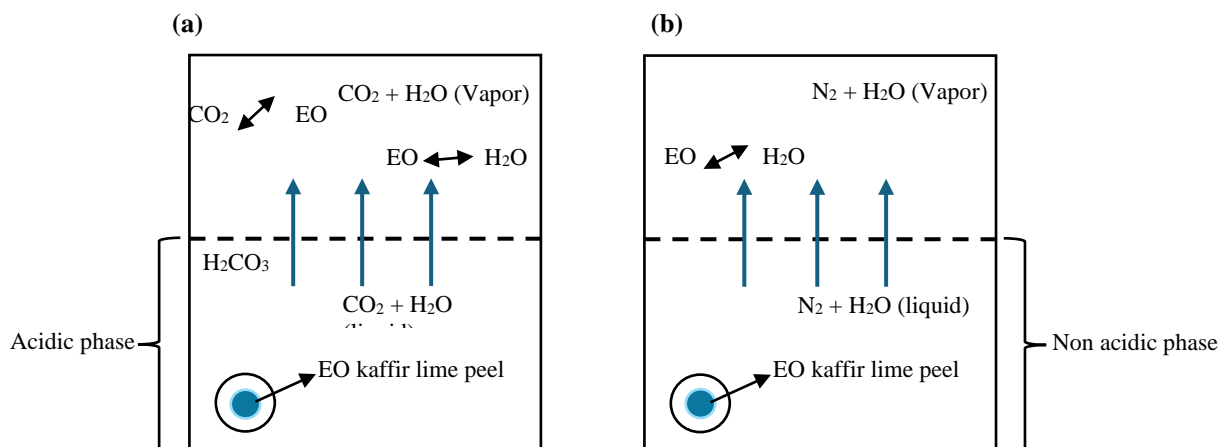 (a)
CO2 + H2O (Vapor)
CO2 EO
EO H2O
H2CO3
CO2 + H2O
Acidic phase
EO kaffir lime peel
(b)
N2 + H2O (Vapor)
EO H2O
N2 + H2O (liquid)
Non acidic phase
EO kaffir lime peel